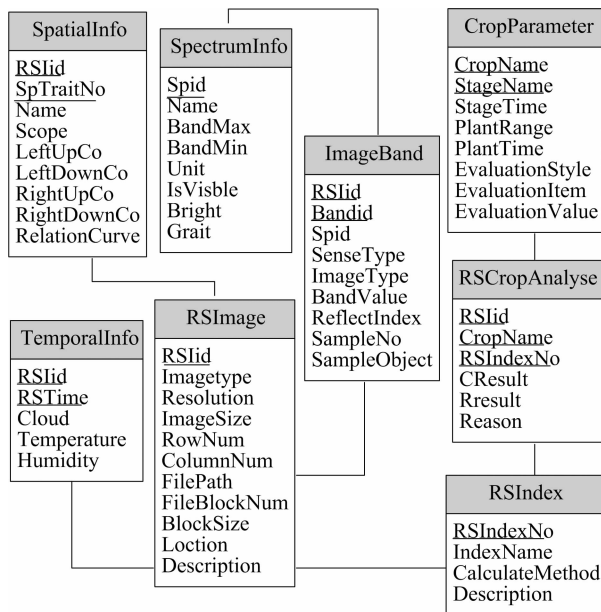 SpatialInfo
RSIid
SpTraitNo
Name
Scope
LeftUpCo
LeftDownCo
RightUpCo
RightDownCo
RelationCurve
SpectrumInfo
Spid
Name
BandMax
BandMin
Unit
IsVisble
Bright
Grait
ImageBand
RSIid
Bandid
Spid
SenseType
ImageType
BandValue
ReflectIndex
SampleNo
SampleObject
CropParameter
CropName
StageName
StageTime
PlantRange
PlantTime
EvaluationStyle
EvaluationItem
EvaluationValue
TemporalInfo
RSIid
RSTime
Cloud
Temperature
Humidity
RSImage
RSIid
Imagetype
Resolution
ImageSize
RowNum
ColumnNum
FilePath
FileBlockNum
BlockSize
Loction
Description
RSCropAnalyse
RSIid
CropName
RSIndexNo
CResult
Rresult
Reason
RSIndex
RSIndexNo
IndexName
CalculateMethod
Description